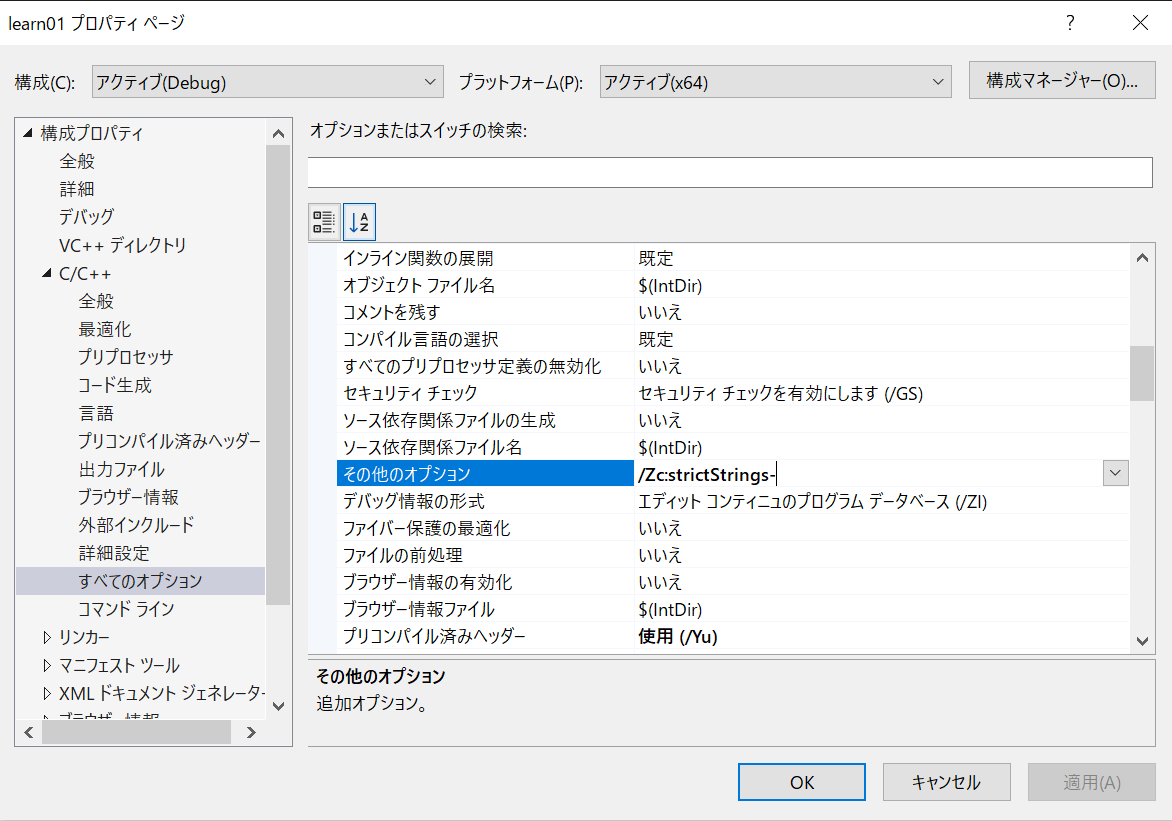 learn01 プロパティ ページ
?
構成(C): アクティブ(Debug) プラットフォーム(P): アクティブ(x64) 構成マネージャー(O)...
構成プロパティ
全般
詳細
デバッグ
VC++ ディレクトリ
C/C++
全般
最適化
プリプロセッサ
コード生成
言語
プリコンパイル済みヘッダー
出力ファイル
ブラウザー情報
外部インクルード
詳細設定
すべてのオプション
コマンド ライン
リンカー
マニフェスト ツール
XML ドキュメント ジェネレーター
ブラウザー情報
オプションまたはスイッチの検索:
インライン関数の展開 既定
オブジェクト ファイル名 $(IntDir)
コメントを残す いいえ
コンパイル言語の選択 既定
すべてのプリプロセッサ定義の無効化 いいえ
セキュリティ チェック セキュリティ チェックを有効にします (/GS)
ソース依存関係ファイルの生成 いいえ
ソース依存関係ファイル名 $(IntDir)
その他のオプション /Zc:strictStrings-
デバッグ情報の形式 エディット コンティニュのプログラム データベース (/ZI)
ファイバー保護の最適化 いいえ
ファイルの前処理 いいえ
ブラウザー情報の有効化 いいえ
ブラウザー情報ファイル $(IntDir)
プリコンパイル済みヘッダー 使用 (/Yu)
その他のオプション
追加オプション。
OK キャンセル 適用(A)